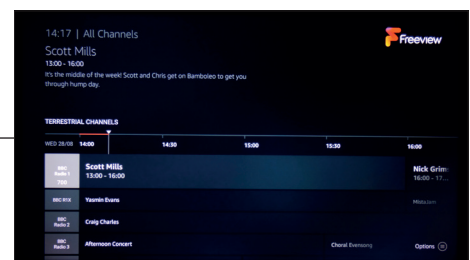 14:17 | All Channels
Freeview
Scott Mills
13:00 - 16:00
It's the middle of the week! Scott and Chris get on Bamboleo to get you
through hump day.
TERRESTRIAL CHANNELS
WED 28/08 14:00 14:30 15:00 15:30 16:00
BBC
Radio 1
700
Scott Mills
13:00 - 16:00
Nick Grim
16:00 - 17...
BBC R1X Yasmin Evans
BBC
Radio 2
Craig Charles
BBC
Radio 3
Afternoon Concert Choral Evensong Options